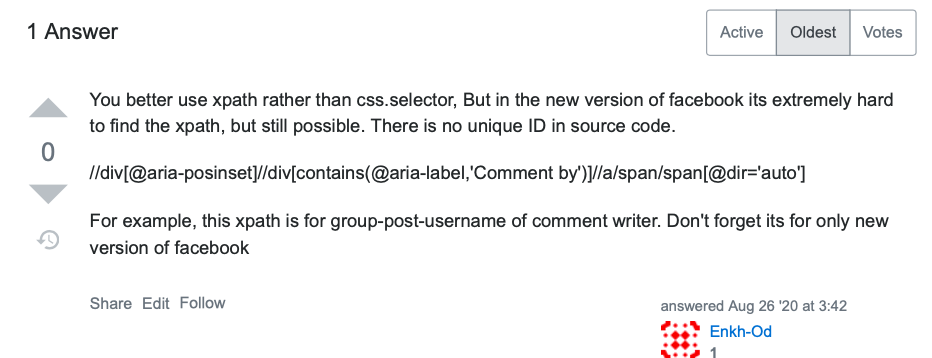 1 Answer
Active Oldest Votes
You better use xpath rather than css.selector, But in the new version of facebook its extremely hard
to find the xpath, but still possible. There is no unique ID in source code.
0
//div[@aria-posinset]//div[contains(@aria-label,'Comment by')]//a/span/span[@dir='auto']
For example, this xpath is for group-post-username of comment writer. Don't forget its for only new
version of facebook
Share Edit Follow
answered Aug 26 '20 at 3:42
Enkh-Od
1